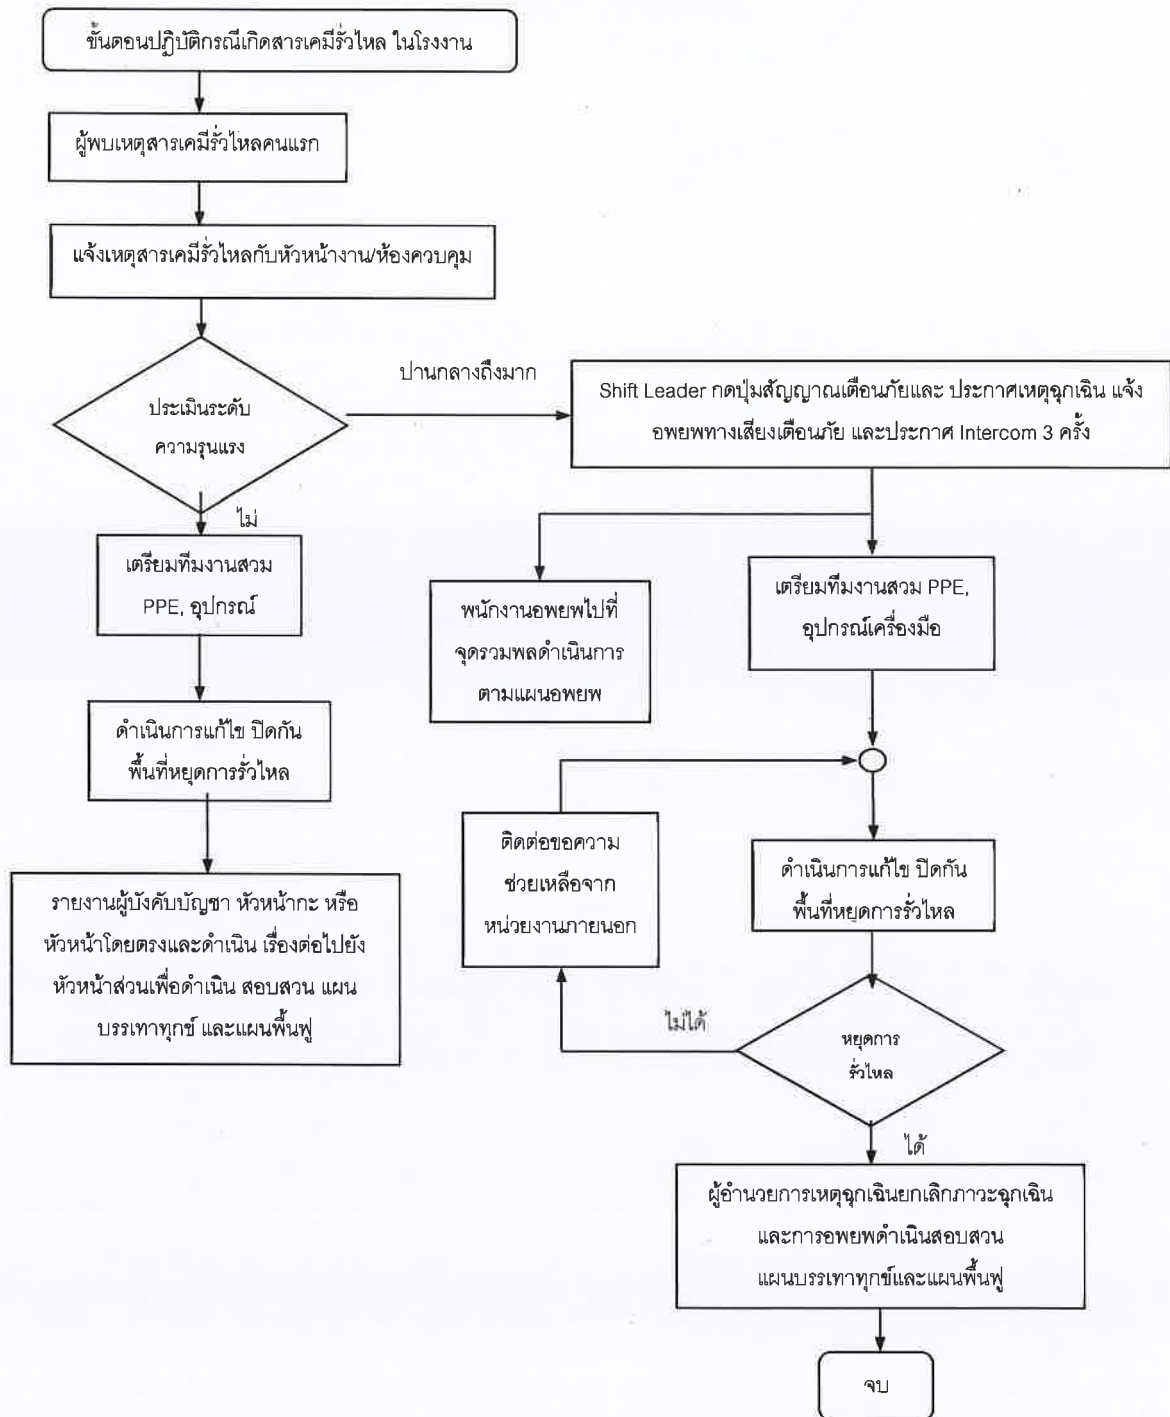 ขั้นตอนปฏิบัติกรณีเกิดสารเคมีรั่วไหล ในโรงงาน
ผู้พบเหตุสารเคมีรั่วไหลคนแรก
แจ้งเหตุสารเคมีรั่วไหลกับหัวหน้างาน/ห้องควบคุม
ประเมินระดับ
ความรุนแรง
ปานกลางถึงมาก
Shift Leader กดปุ่มสัญญาณเตือนภัยและ ประกาศเหตุฉุกเฉิน แจ้ง
อพยพทางเสียงเตือนภัย และประกาศ Intercom 3 ครั้ง
ไม่
เตรียมทีมงานสวม
PPE, อุปกรณ์
ดำเนินการแก้ไข ปิดกัน
พื้นที่หยุดการรั่วไหล
รายงานผู้บังคับบัญชา หัวหน้ากะ หรือ
หัวหน้าโดยตรงและดำเนิน เรื่องต่อไปยัง
หัวหน้าส่วนเพื่อดำเนิน สอบสวน แผน
บรรเทาทุกข์ และแผนพื้นฟู
พนักงานอพยพไปที่
จุดรวมพลดำเนินการ
ตามแผนอพยพ
เตรียมทีมงานสวม PPE,
อุปกรณ์เครื่องมือ
ติดต่อขอความ
ช่วยเหลือจาก
หน่วยงานภายนอก
ดำเนินการแก้ไข ปิดกัน
พื้นที่หยุดการรั่วไหล
ไม่ได้
หยุดการ
รั่วไหล
ได้
ผู้อำนวยการเหตุฉุกเฉินยกเลิกภาวะฉุกเฉิน
และการอพยพดำเนินสอบสวน
แผนบรรเทาทุกข์และแผนพื้นฟู
จบ